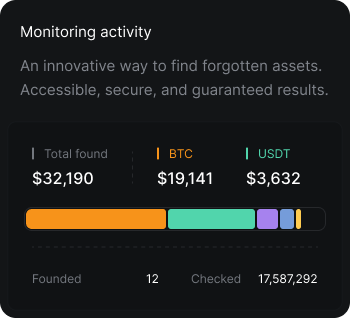 Monitoring activity
An innovative way to find forgotten assets.
Accessible, secure, and guaranteed results.
Total found BTC USDT
$32,190 $19,141 $3,632
Founded 12 Checked 17,587,292